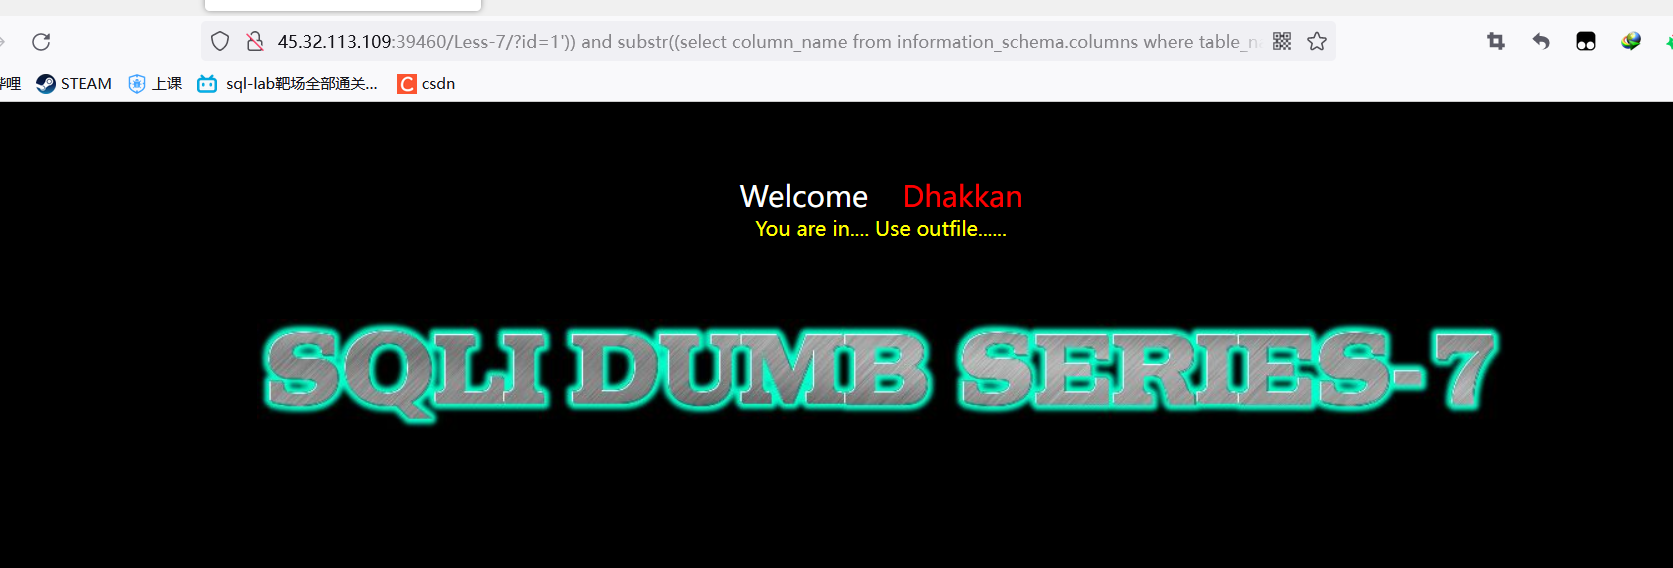 45.32.113.109:39460/Less-7/?id=1')) and substr((select column_name from information_schema.columns where table_n
哩 STEAM 上课 sql-lab靶场全部通关... csdn
Welcome Dhakkan
You are in.... Use outfile......
SQLI DUMB SERIES-7